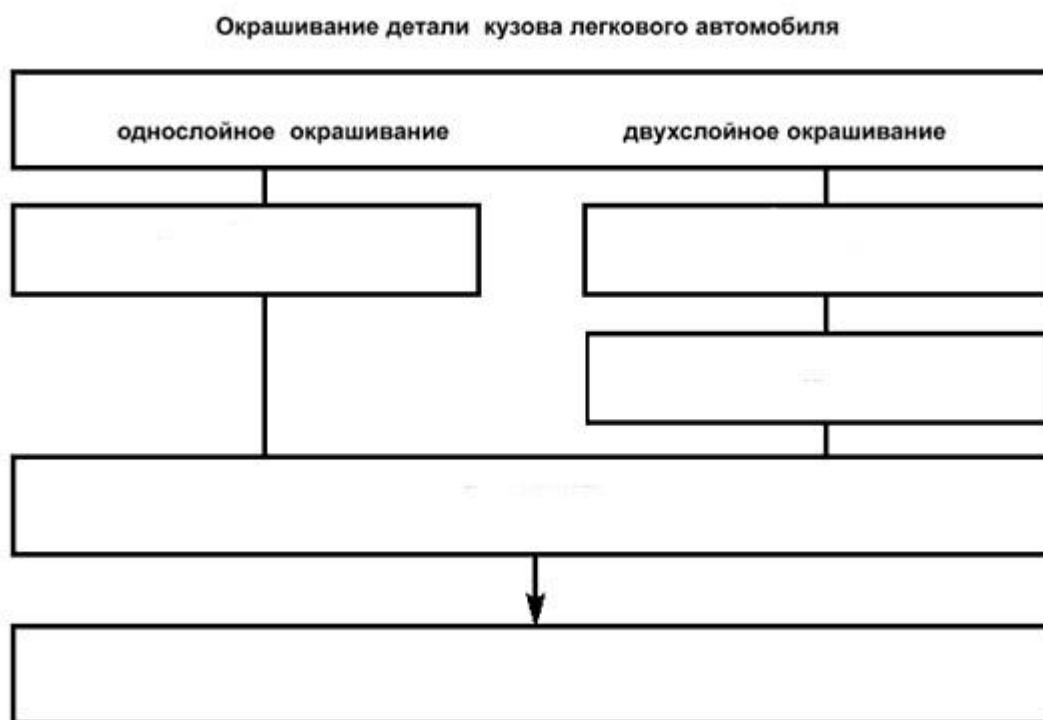 Окрашивание детали кузова легкового автомобиля
однослойное окрашивание
двухслойное окрашивание